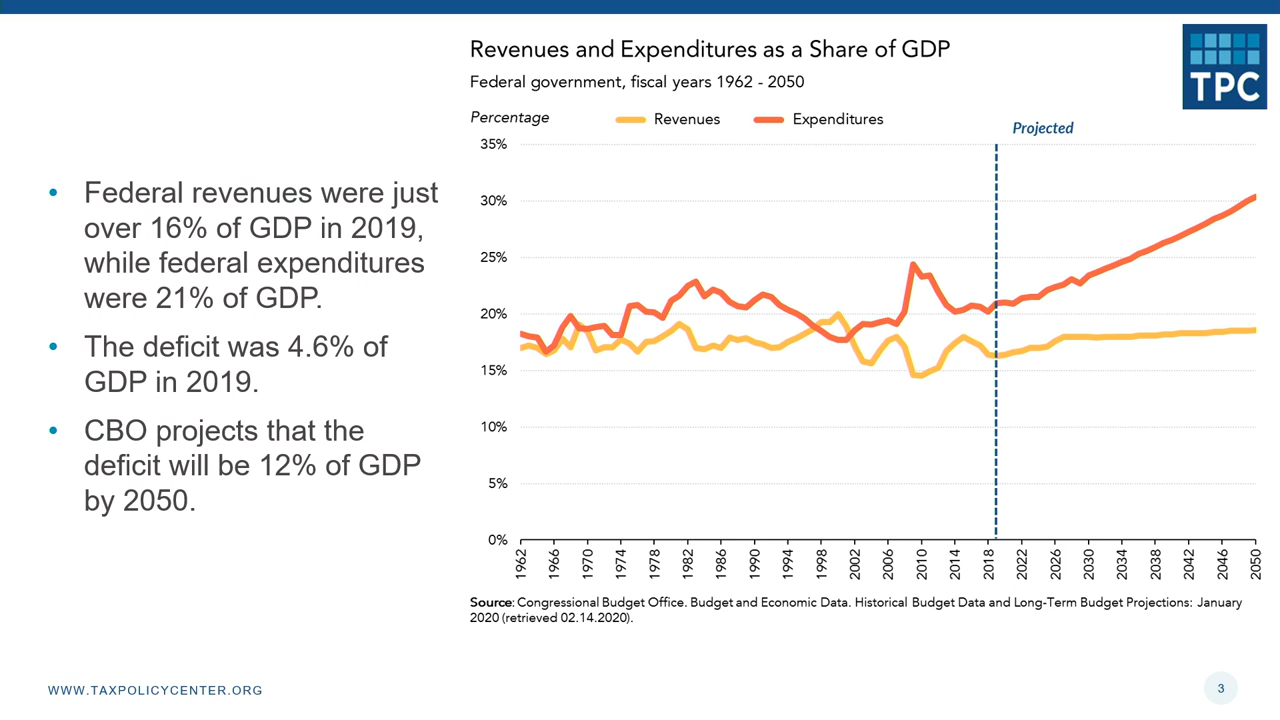 Revenues and Expenditures as a Share of GDP
Federal government, fiscal years 1962 - 2050
TPC
Percentage
Revenues
Expenditures
Projected
35%
30%
25%
20%
15%
10%
5%
0%
1962
1966
1970
1974
1978
1982
1986
1990
1994
1998
2002
2006
2010
2014
2018
2022
2026
2030
2034
2038
2042
2046
2050
Source: Congressional Budget Office. Budget and Economic Data. Historical Budget Data and Long-Term Budget Projections: January
2020 (retrieved 02.14.2020).
• Federal revenues were just
over 16% of GDP in 2019,
while federal expenditures
were 21% of GDP.
• The deficit was 4.6% of
GDP in 2019.
• CBO projects that the
deficit will be 12% of GDP
by 2050.
WWW.TAXPOLICYCENTER.ORG
3